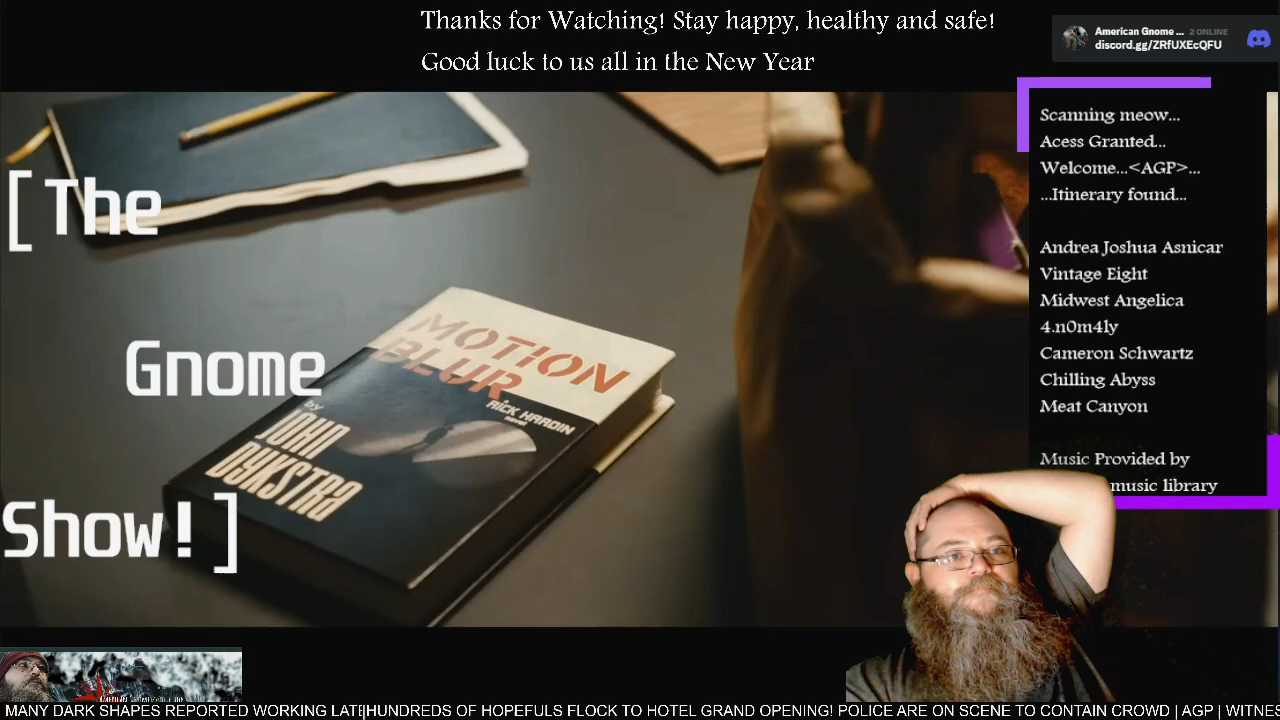 Thanks for Watching! Stay happy, healthy and safe!
Good luck to us all in the New Year
American Gnome ... 2 ONLINE
discord.gg/ZRfUXEcQFU
Scanning meow...
Acess Granted...
Welcome...<AGP>...
...Itinerary found...
Andrea Joshua Asnicar
Vintage Eight
Midwest Angelica
4.n0m4ly
Cameron Schwartz
Chilling Abyss
Meat Canyon
Music Provided by
music library
[The
Gnome
Show!]
MOTION
BLUR
RICK HARDIN
novel
by
JOHN
DYKSTRA
MANY DARK SHAPES REPORTED WORKING LATE|HUNDREDS OF HOPEFULS FLOCK TO HOTEL GRAND OPENING! POLICE ARE ON SCENE TO CONTAIN CROWD | AGP | WITNES